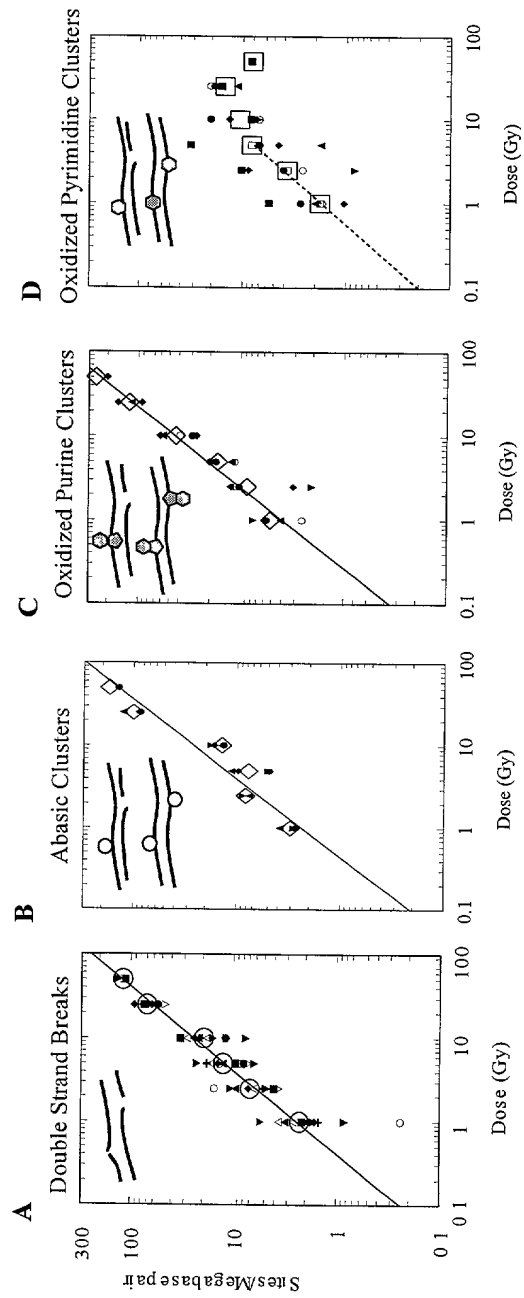 A
Double Strand Breaks
Sites/Megabase pair
300
100
10
1
0 1
1
10
100
Dose (Gy)
B
Abasic Clusters
0.1
1
10
100
Dose (Gy)
C
Oxidized Purine Clusters
0.1
1
10
100
Dose (Gy)
D
Oxidized Pyrimidine Clusters
0.1
1
10
100
Dose (Gy)